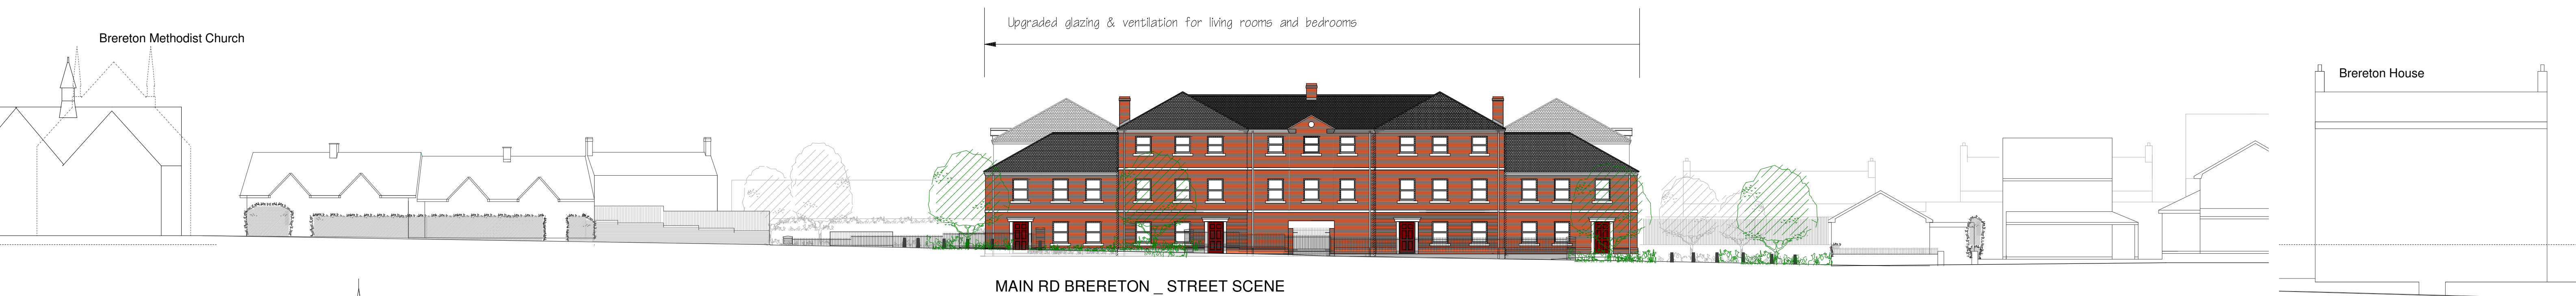 Upgraded glazing & ventilation for living rooms and bedrooms
Brereton Methodist Church
Brereton House
MAIN RD BRERETON _ STREET SCENE